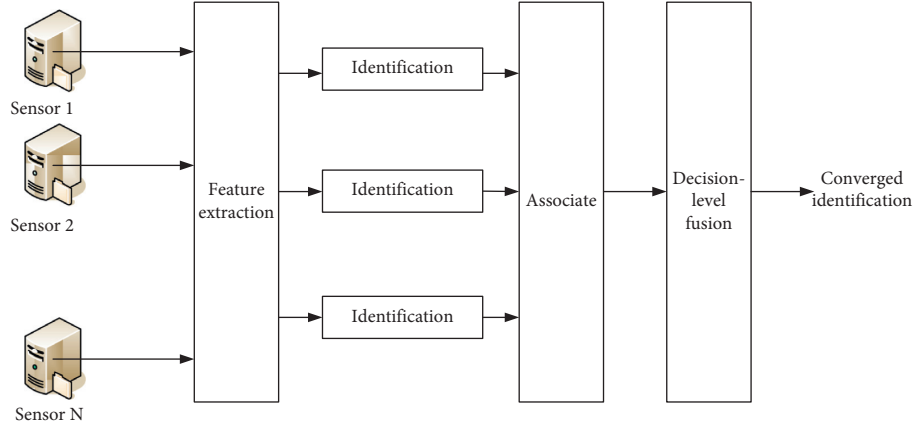 Sensor 1
Sensor 2
Sensor N
Feature
extraction
Identification
Identification
Identification
Associate
Decision-
level
fusion
Converged
identification